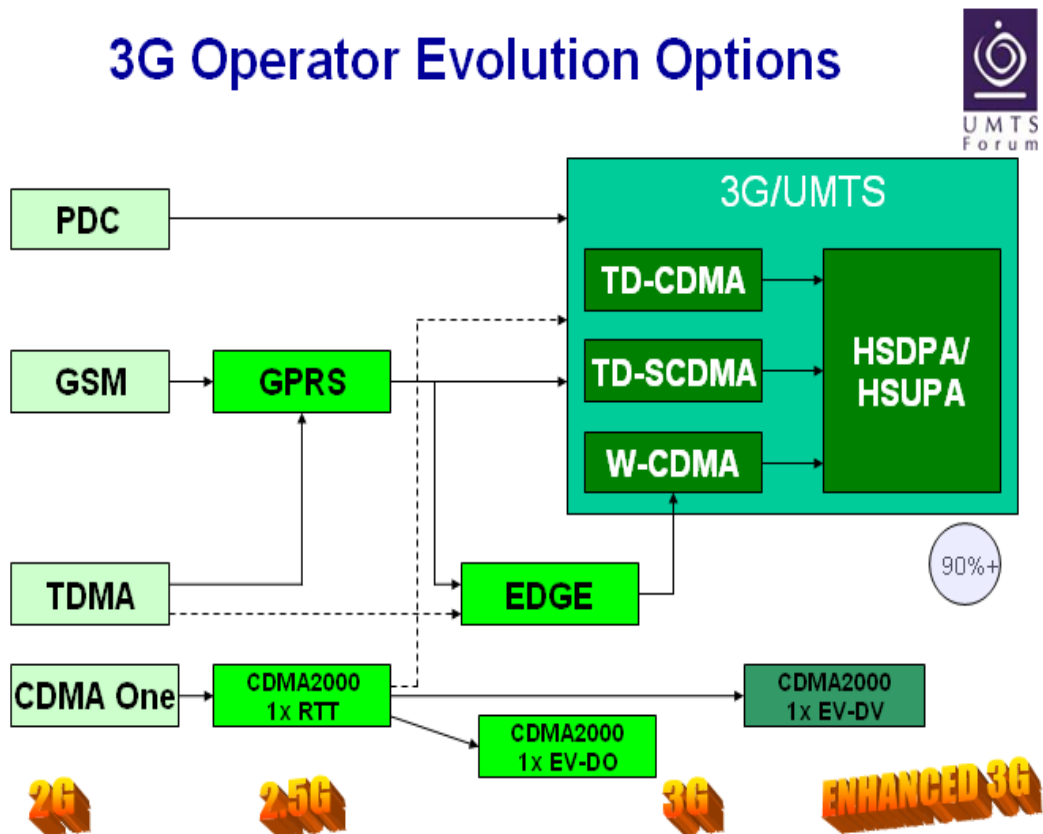 3G Operator Evolution Options
UMTS
Forum
3G/UMTS
PDC
TD-CDMA
HSDPA/
HSUPA
GSM
GPRS
TD-SCDMA
W-CDMA
90%+
TDMA
EDGE
CDMA One
CDMA2000
1x RTT
CDMA2000
1x EV-DV
CDMA2000
1x EV-DO
2G
2.5G
3G
ENHANCED 3G